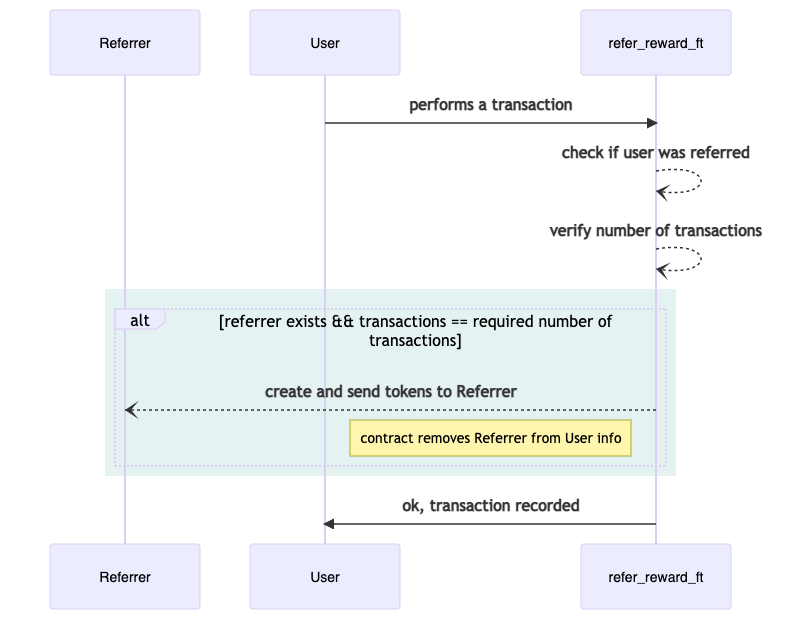 Referrer
User
refer_reward_ft
performs a transaction
check if user was referred
verify number of transactions
alt
[referrer exists && transactions == required number of
transactions]
create and send tokens to Referrer
contract removes Referrer from User info
ok, transaction recorded
Referrer
User
refer_reward_ft